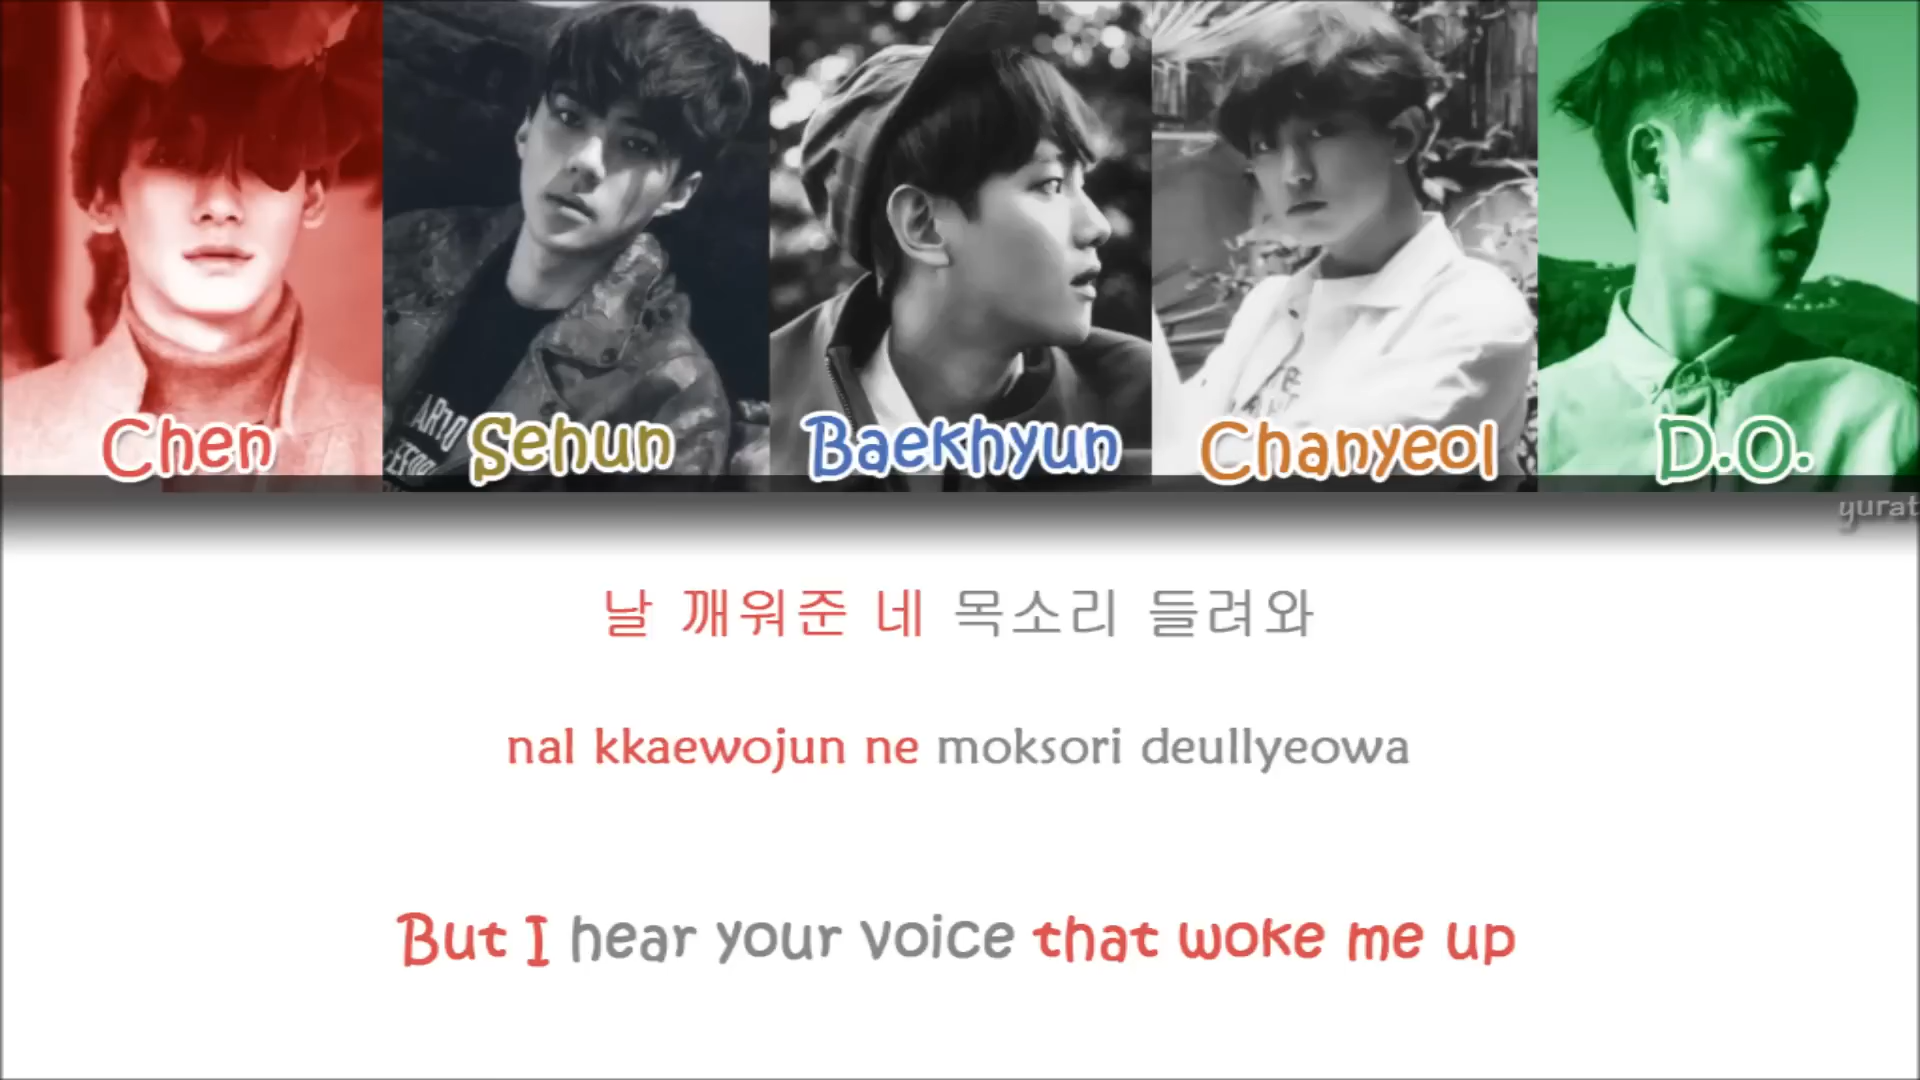 Chen Sehun Baekhyun Chanyeol D.O.
yurat
날 깨워준 네 목소리 들려와
nal kkaewojun ne moksori deullyeowa
But I hear your voice that woke me up